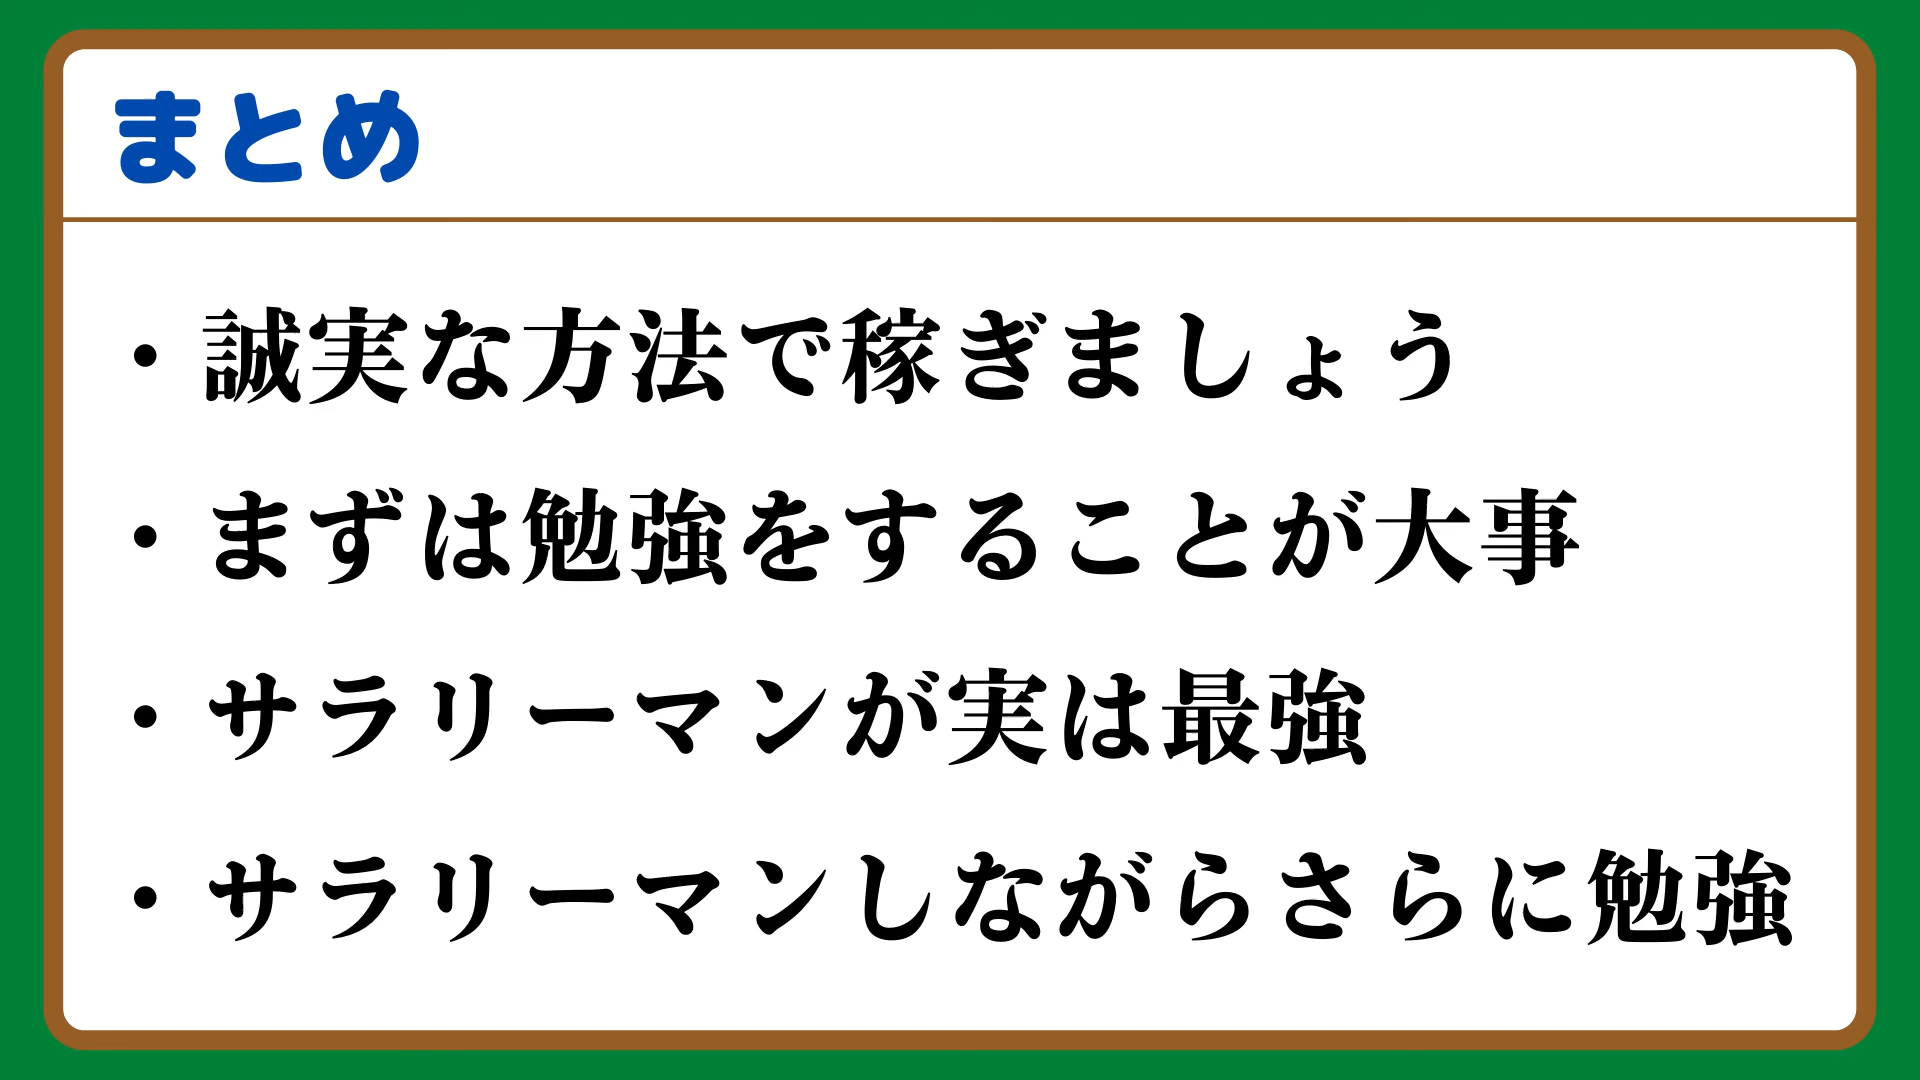 まとめ
・誠実な方法で稼ぎましょう
・まずは勉強をすることが大事
・サラリーマンが実は最強
・サラリーマンしながらさらに勉強